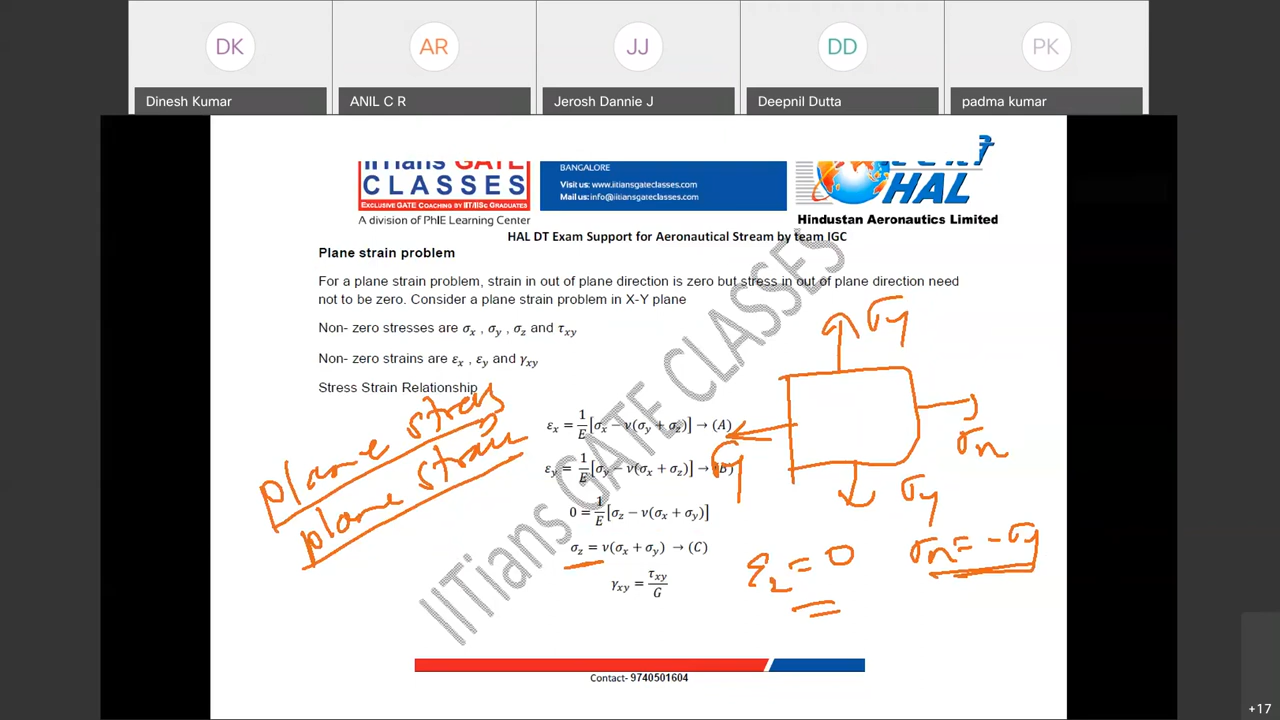 DK
AR
JJ
DD
PK
Dinesh Kumar
ANIL C R
Jerosh Dannie J
Deepnil Dutta
padma kumar
IITians GATE
CLASSES
EXCLUSIVE GATE COACHING BY IIT/IISc GRADUATES
A division of PhIE Learning Center
BANGALORE
Visit us: www.iitiansgateclasses.com
Mail us: info@iitiansgateclasses.com
HAL
Hindustan Aeronautics Limited
HAL DT Exam Support for Aeronautical Stream by team IGC
Plane strain problem
For a plane strain problem, strain in out of plane direction is zero but stress in out of plane direction need
not to be zero. Consider a plane strain problem in X-Y plane
Non- zero stresses are σx , σy , σz and τxy
Non- zero strains are εx , εy and γxy
Stress Strain Relationship
εx = 1/E [σx − ν(σy + σz)] → (A)
εy = 1/E [σy − ν(σx + σz)] → (B)
0 = 1/E [σz − ν(σx + σy)]
σz = ν(σx + σy) → (C)
γxy = τxy/G
plane stress
plane strain
σy
σx
σy
σy
εz = 0
σx = -σy
IITians GATE CLASSES
Contact- 9740501604
+17